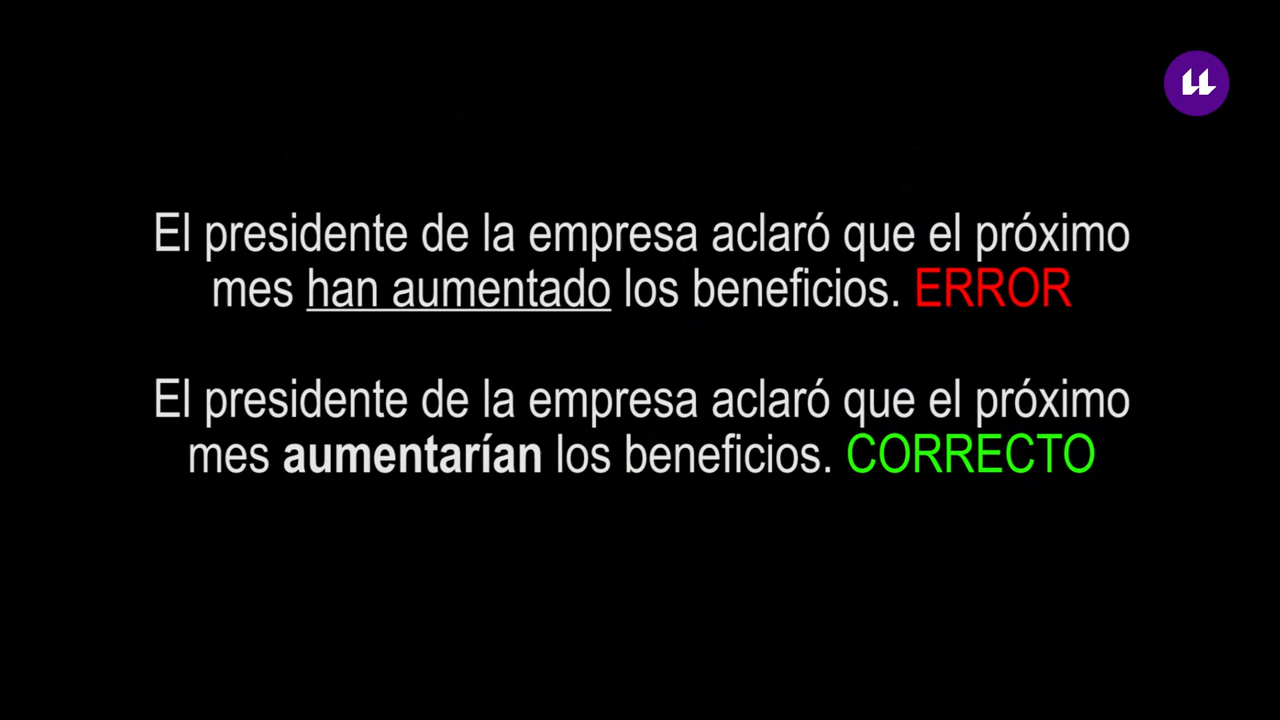 El presidente de la empresa aclaró que el próximo
mes han aumentado los beneficios. ERROR
El presidente de la empresa aclaró que el próximo
mes aumentarían los beneficios. CORRECTO